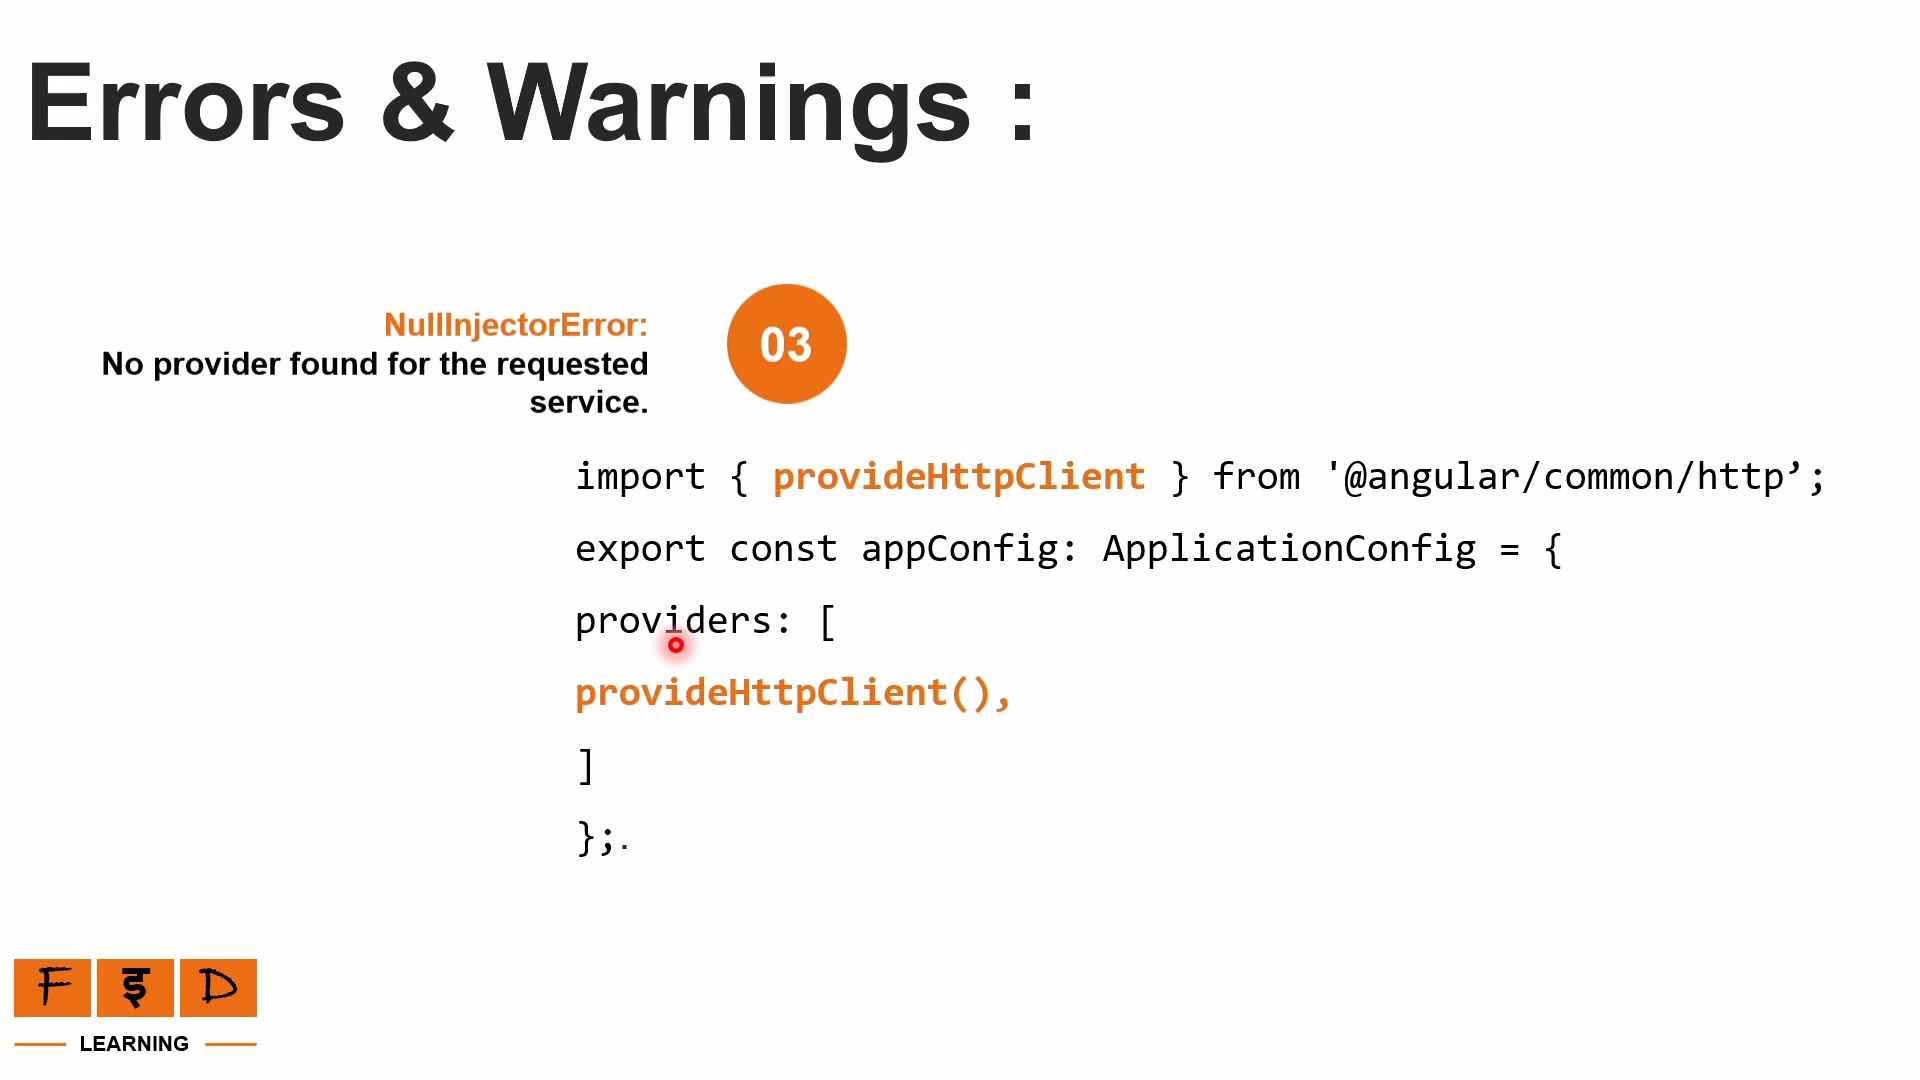 Errors & Warnings :
NullInjectorError:
No provider found for the requested
service.
03
import { provideHttpClient } from '@angular/common/http’;
export const appConfig: ApplicationConfig = {
providers: [
provideHttpClient(),
]
};.
F इ D
LEARNING